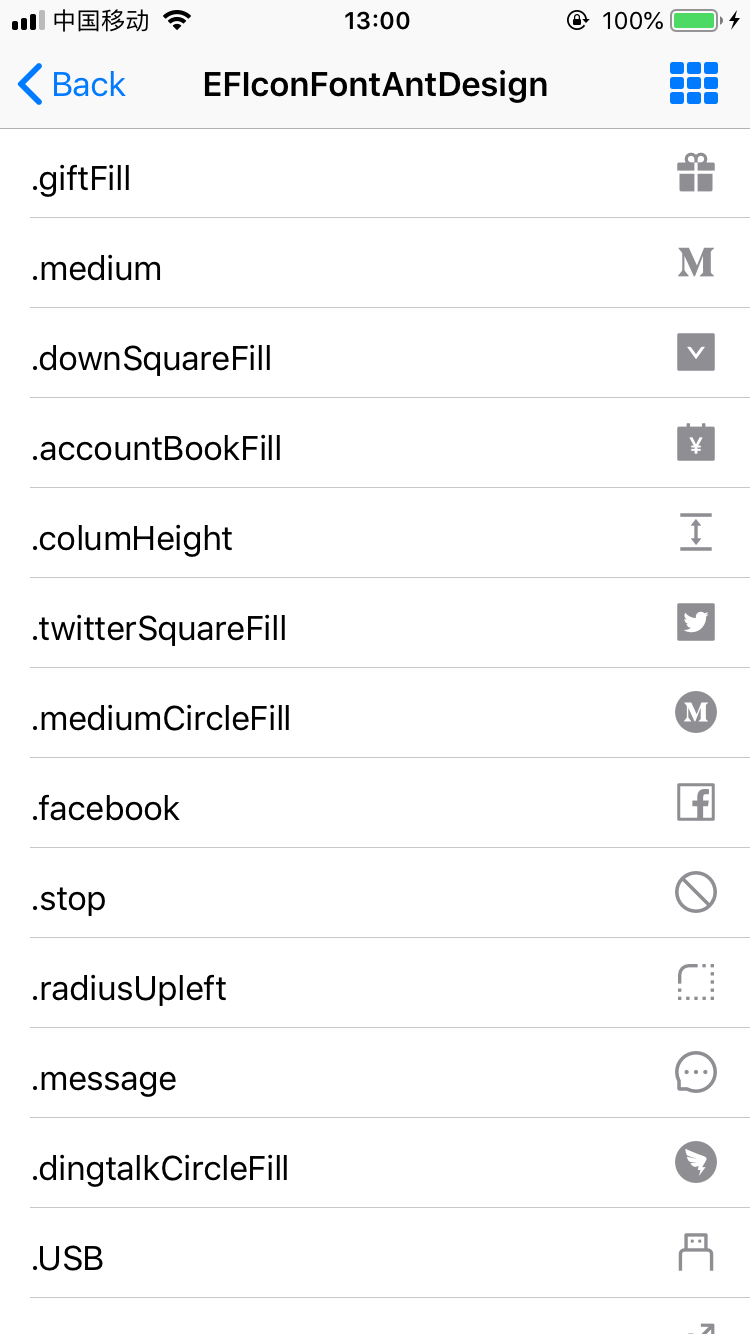 中国移动 13:00 100%
Back EFIconFontAntDesign
.giftFill
.medium M
.downSquareFill
.accountBookFill ¥
.columHeight
.twitterSquareFill
.mediumCircleFill M
.facebook f
.stop
.radiusUpleft
.message
.dingtalkCircleFill
.USB